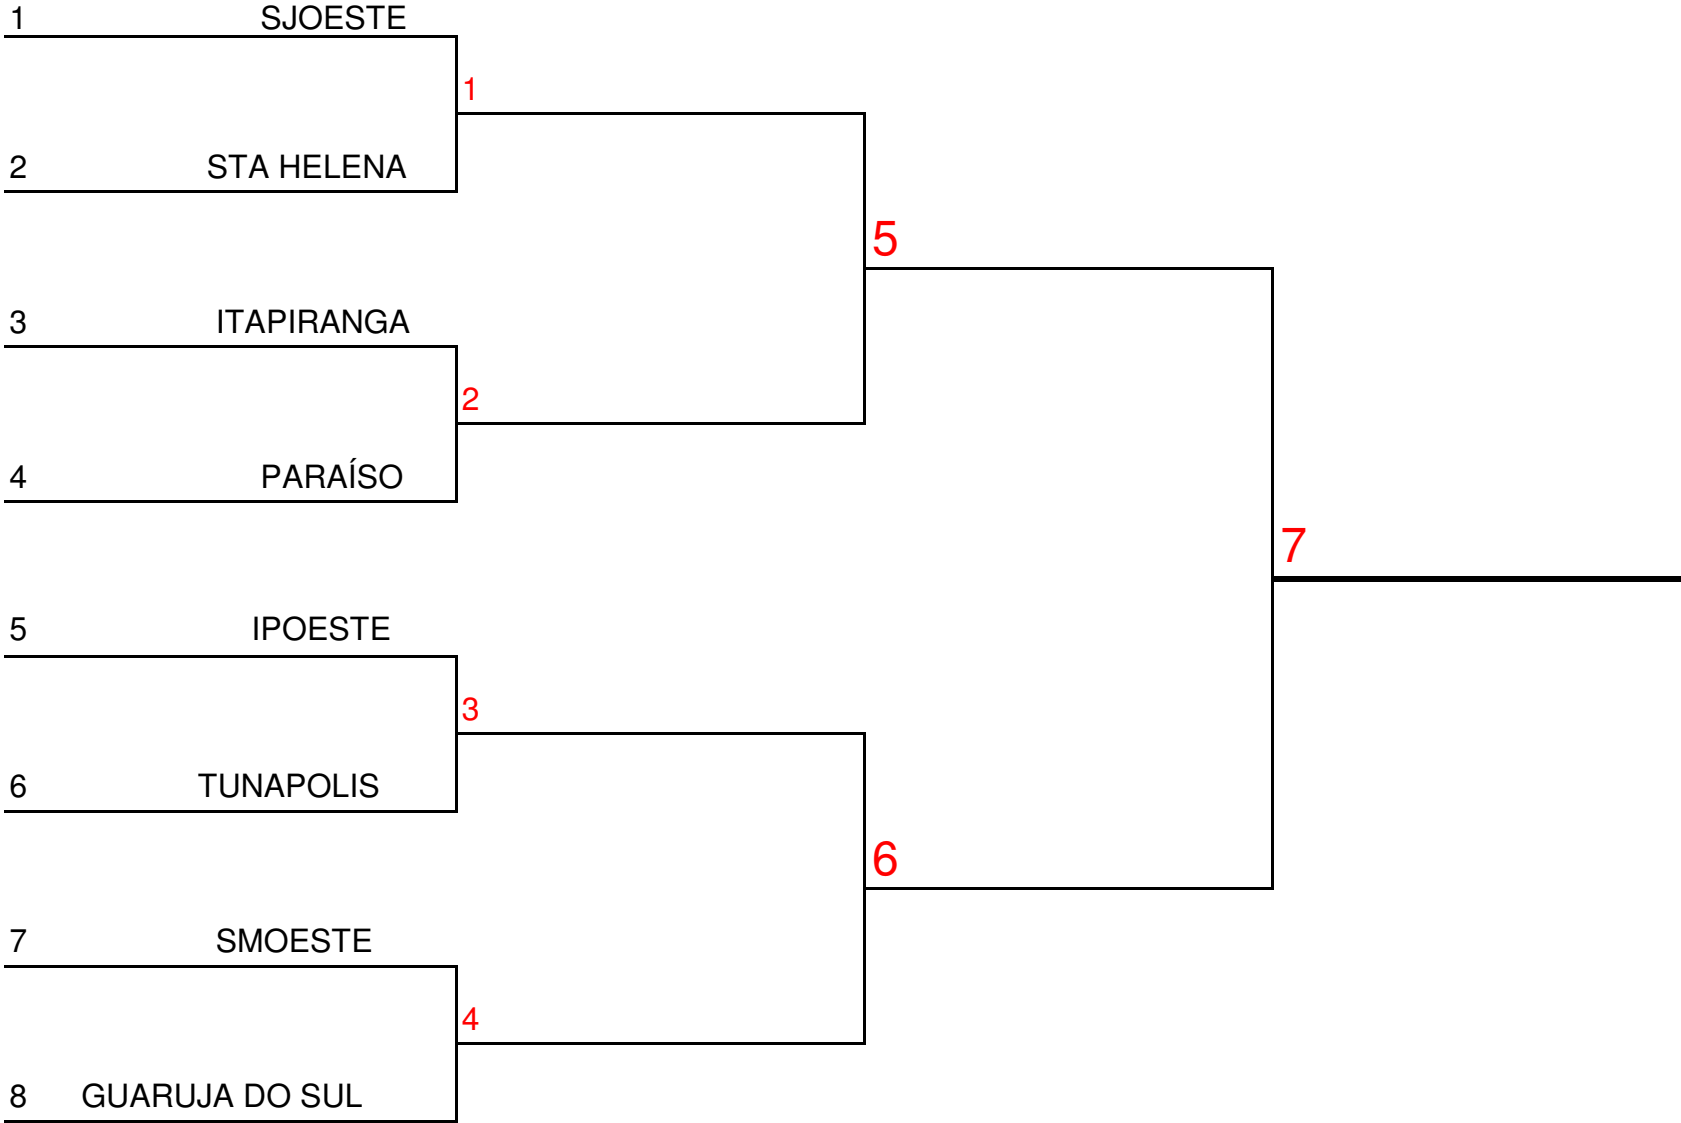 1 SJOESTE
1
2 STA HELENA
5
3 ITAPIRANGA
2
4 PARAÍSO
7
5 IPOESTE
3
6 TUNAPOLIS
6
7 SMOESTE
4
8 GUARUJA DO SUL